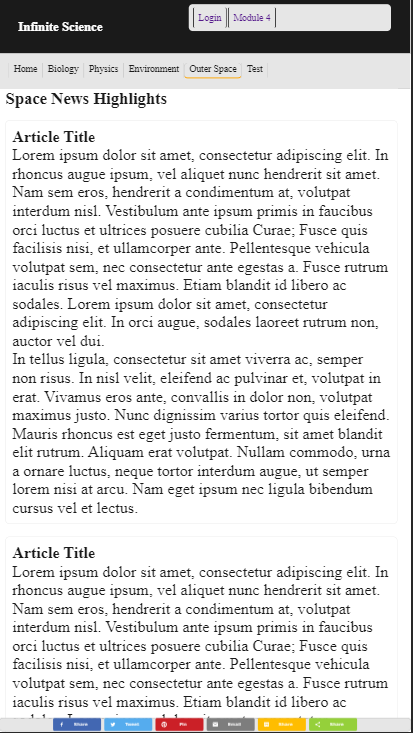 Infinite Science
Login
Module 4
Home
Biology
Physics
Environment
Outer Space
Test
Space News Highlights
Article Title
Lorem ipsum dolor sit amet, consectetur adipiscing elit. In
rhoncus augue ipsum, vel aliquet nunc hendrerit sit amet.
Nam sem eros, hendrerit a condimentum at, volutpat
interdum nisl. Vestibulum ante ipsum primis in faucibus
orci luctus et ultrices posuere cubilia Curae; Fusce quis
facilisis nisi, et ullamcorper ante. Pellentesque vehicula
volutpat sem, nec consectetur ante egestas a. Fusce rutrum
iaculis risus vel maximus. Etiam blandit id libero ac
sodales. Lorem ipsum dolor sit amet, consectetur
adipiscing elit. In orci augue, sodales laoreet rutrum non,
auctor vel dui.
In tellus ligula, consectetur sit amet viverra ac, semper
non risus. In nisl velit, eleifend ac pulvinar et, volutpat in
erat. Vivamus eros ante, convallis in dolor non, volutpat
maximus justo. Nunc dignissim varius tortor quis eleifend.
Mauris rhoncus est eget justo fermentum, sit amet blandit
elit rutrum. Aliquam erat volutpat. Nullam commodo, urna
a ornare luctus, neque tortor interdum augue, ut semper
lorem nisi at arcu. Nam eget ipsum nec ligula bibendum
cursus vel et lectus.
Article Title
Lorem ipsum dolor sit amet, consectetur adipiscing elit. In
rhoncus augue ipsum, vel aliquet nunc hendrerit sit amet.
Nam sem eros, hendrerit a condimentum at, volutpat
interdum nisl. Vestibulum ante ipsum primis in faucibus
orci luctus et ultrices posuere cubilia Curae; Fusce quis
facilisis nisi, et ullamcorper ante. Pellentesque vehicula
volutpat sem, nec consectetur ante egestas a. Fusce rutrum
iaculis risus vel maximus. Etiam blandit id libero ac
Share
Tweet
Pin
Email
Share
Share